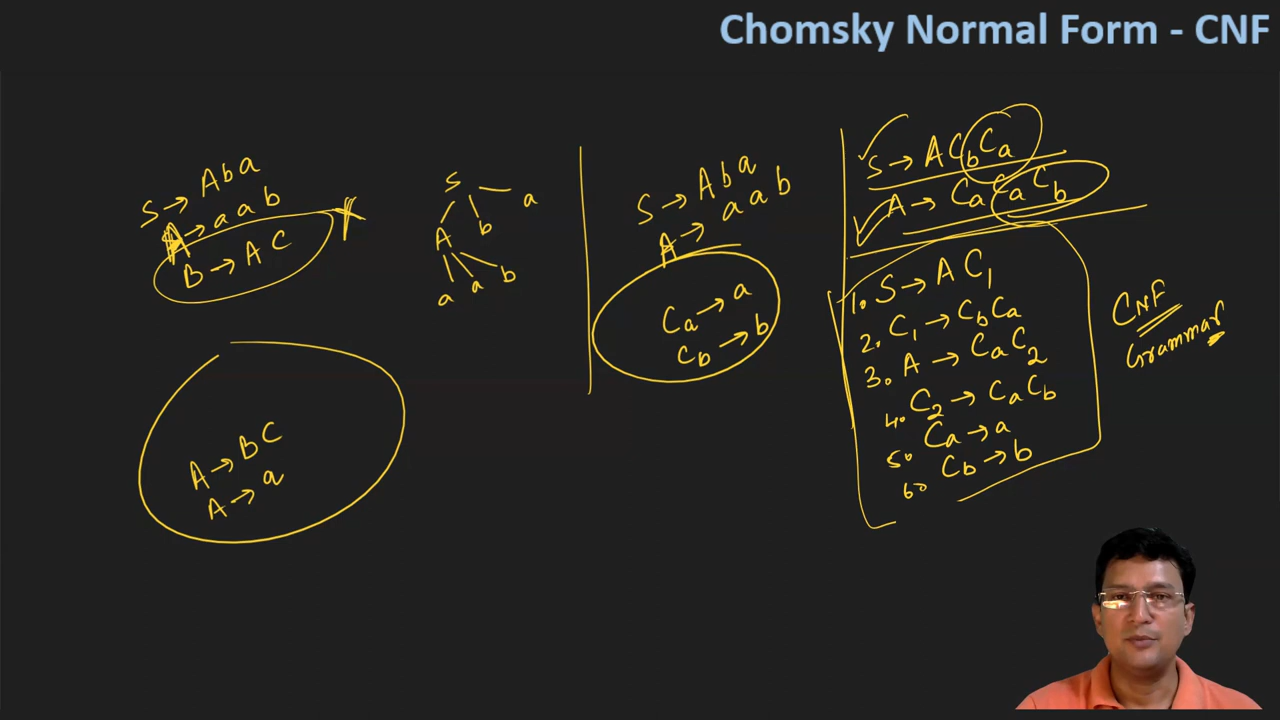 Chomsky Normal Form - CNF
S → Aba
A → aab
B → AC
S
A b a
a a b
A → BC
A → a
S → Aba
A → aab
Ca → a
Cb → b
S → ACbCa
A → CaCaCb
1. S → AC1
2. C1 → CbCa
3. A → CaC2
4. C2 → CaCb
5. Ca → a
6. Cb → b
CNF
Grammar